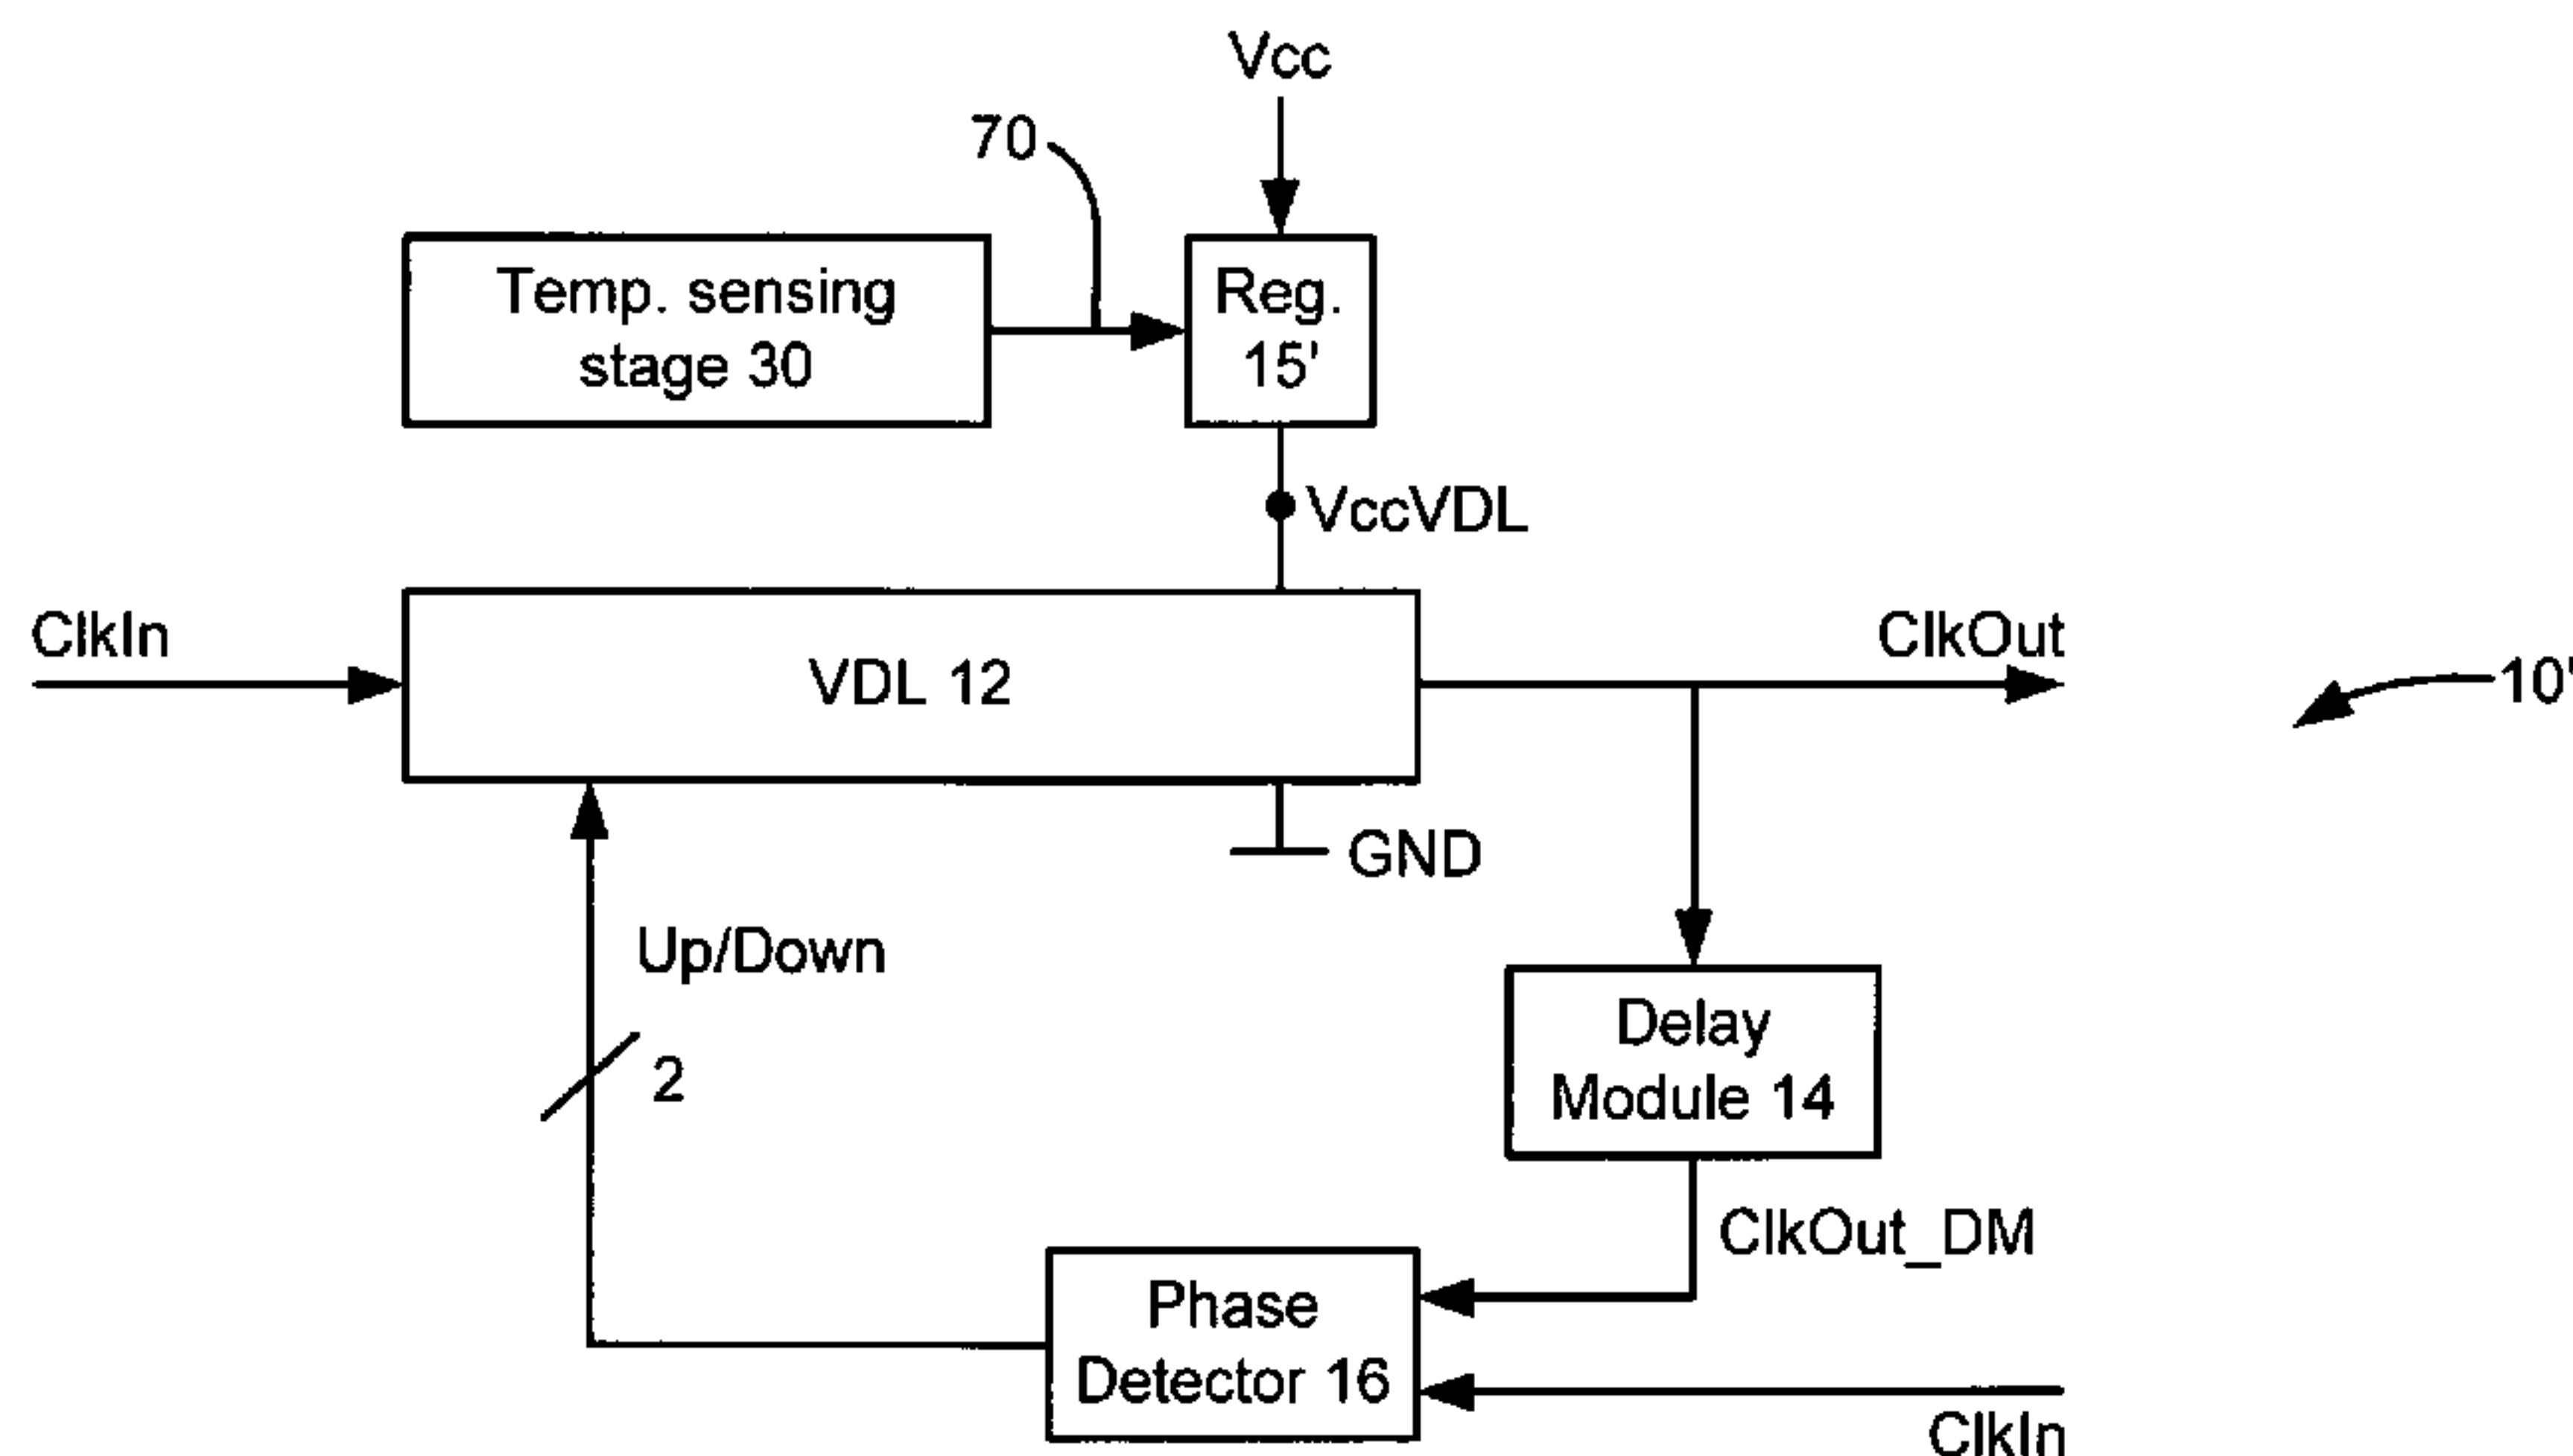 Vcc
70
Temp. sensing
stage 30
Reg.
15'
VccVDL
ClkIn
VDL 12
ClkOut
10'
GND
Up/Down
2
Delay
Module 14
ClkOut_DM
Phase
Detector 16
ClkIn